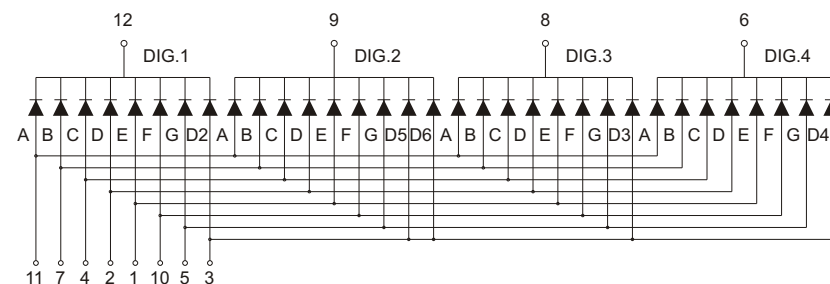 12 9 8 6
DIG.1 DIG.2 DIG.3 DIG.4
A B C D E F G D2 A B C D E F G D5 D6 A B C D E F G D3 A B C D E F G D4
11 7 4 2 1 10 5 3